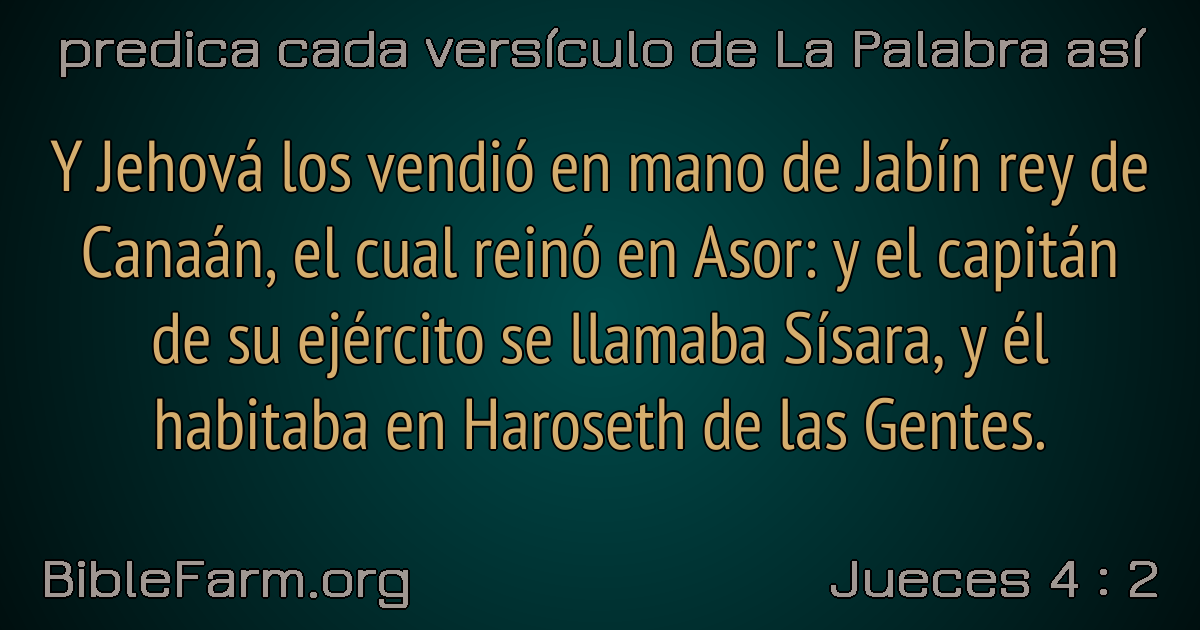 predica cada versículo de La Palabra así
Y Jehová los vendió en mano de Jabín rey de
Canaán, el cual reinó en Asor: y el capitán
de su ejército se llamaba Sísara, y él
habitaba en Haroseth de las Gentes.
BibleFarm.org
Jueces 4 : 2